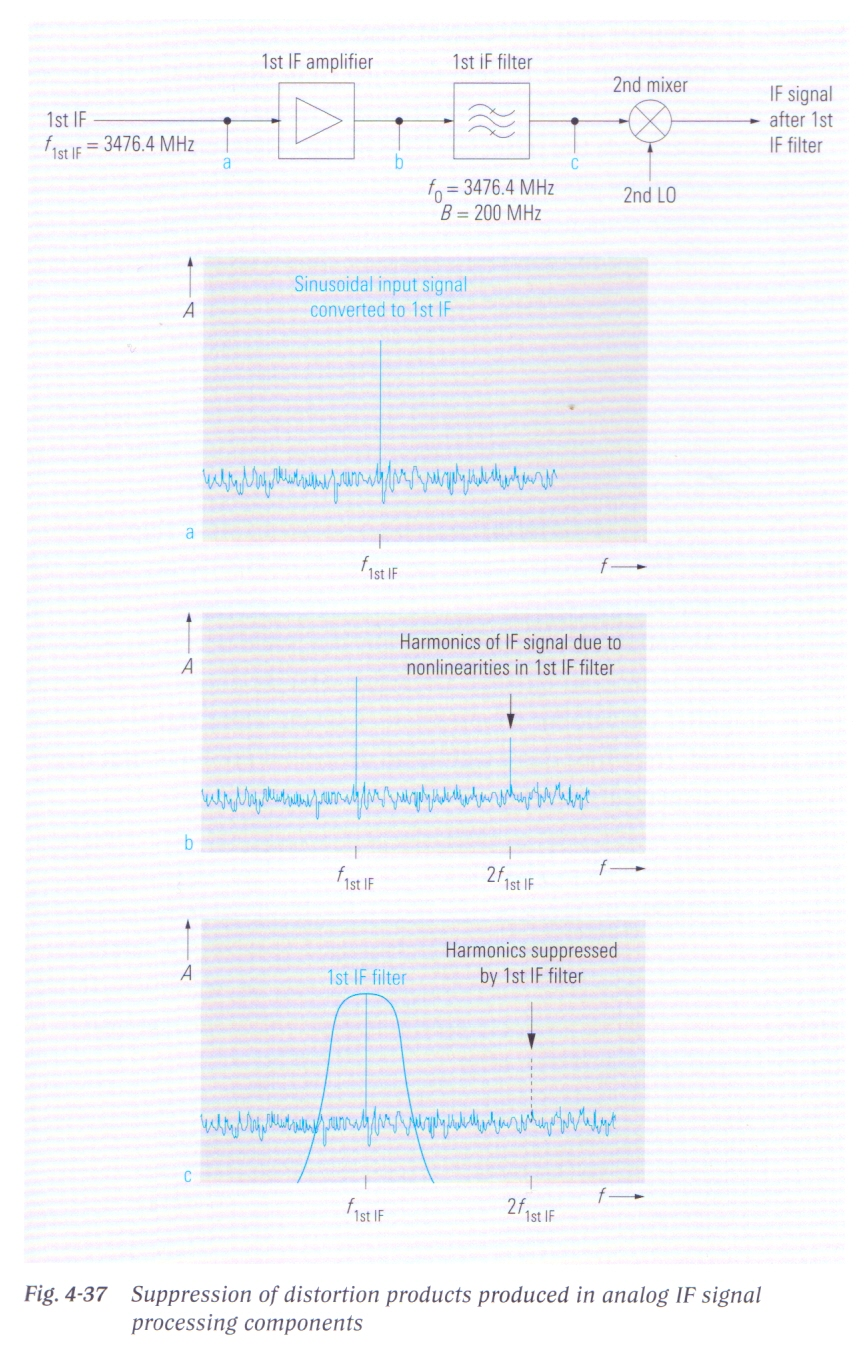 1st IF amplifier
1st IF filter
2nd mixer
1st IF
f1st IF = 3476.4 MHz
IF signal
after 1st
IF filter
a
b
c
f0 = 3476.4 MHz
B = 200 MHz
2nd LO
A
Sinusoidal input signal
converted to 1st IF
a
f1st IF
f
A
Harmonics of IF signal due to
nonlinearities in 1st IF filter
b
f1st IF
2f1st IF
f
A
1st IF filter
Harmonics suppressed
by 1st IF filter
c
f1st IF
2f1st IF
f
Fig. 4-37 Suppression of distortion products produced in analog IF signal
processing components